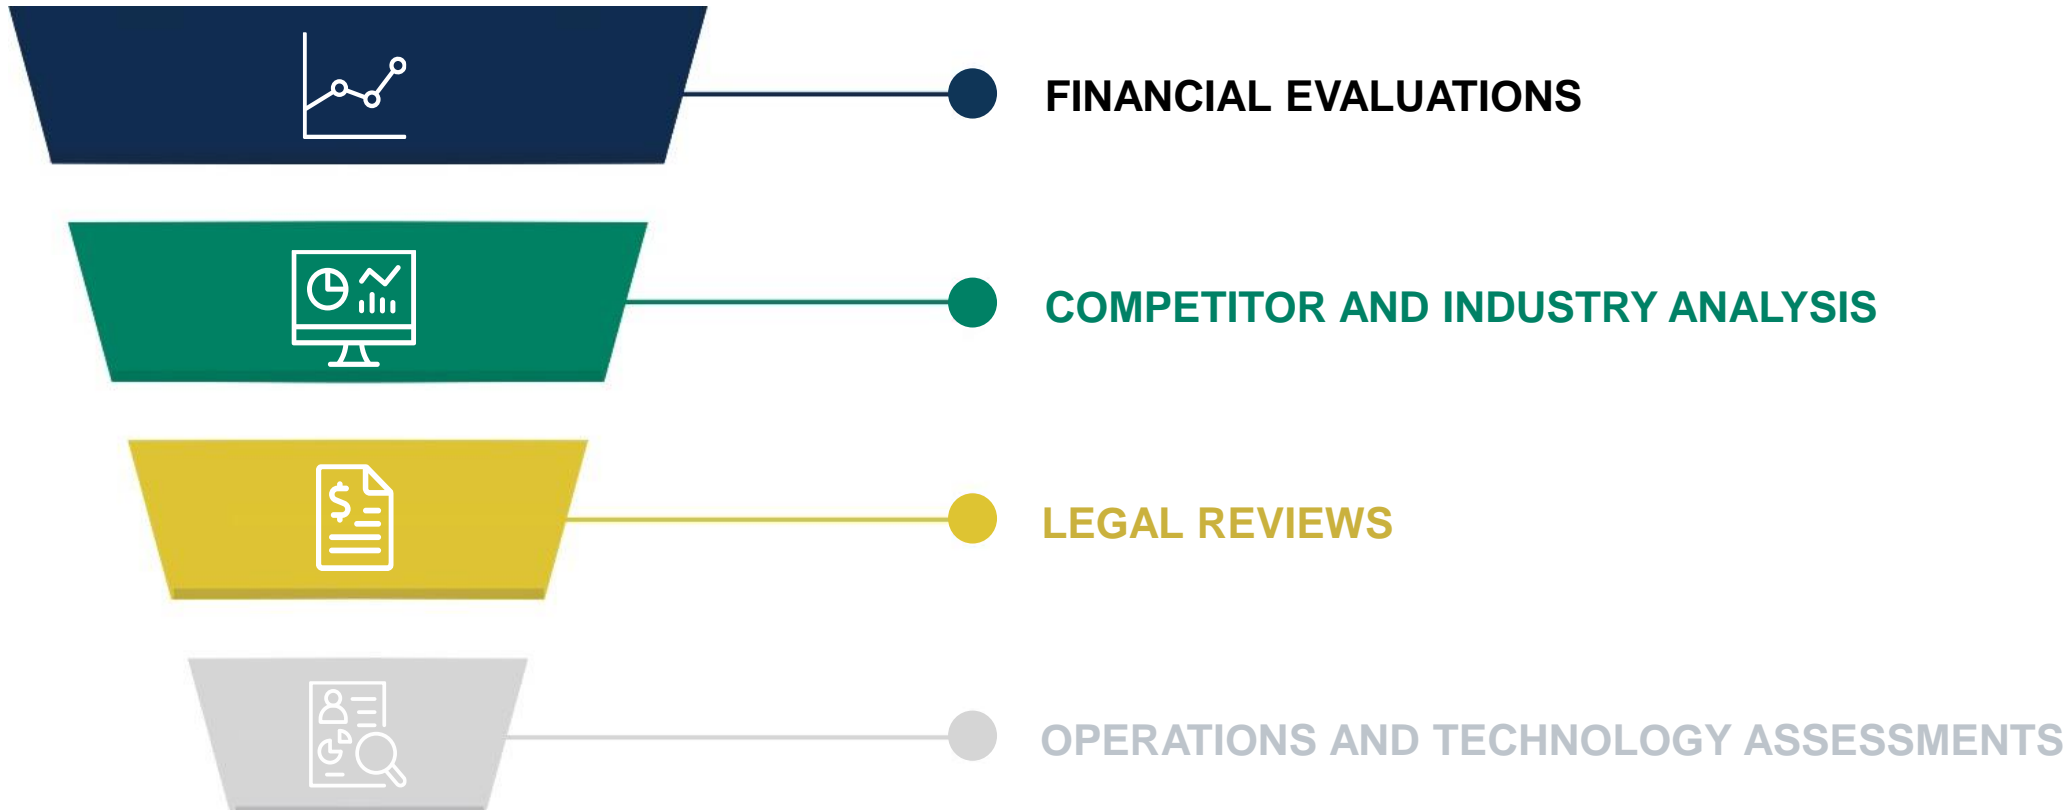 FINANCIAL EVALUATIONS
COMPETITOR AND INDUSTRY ANALYSIS
$
LEGAL REVIEWS
OPERATIONS AND TECHNOLOGY ASSESSMENTS